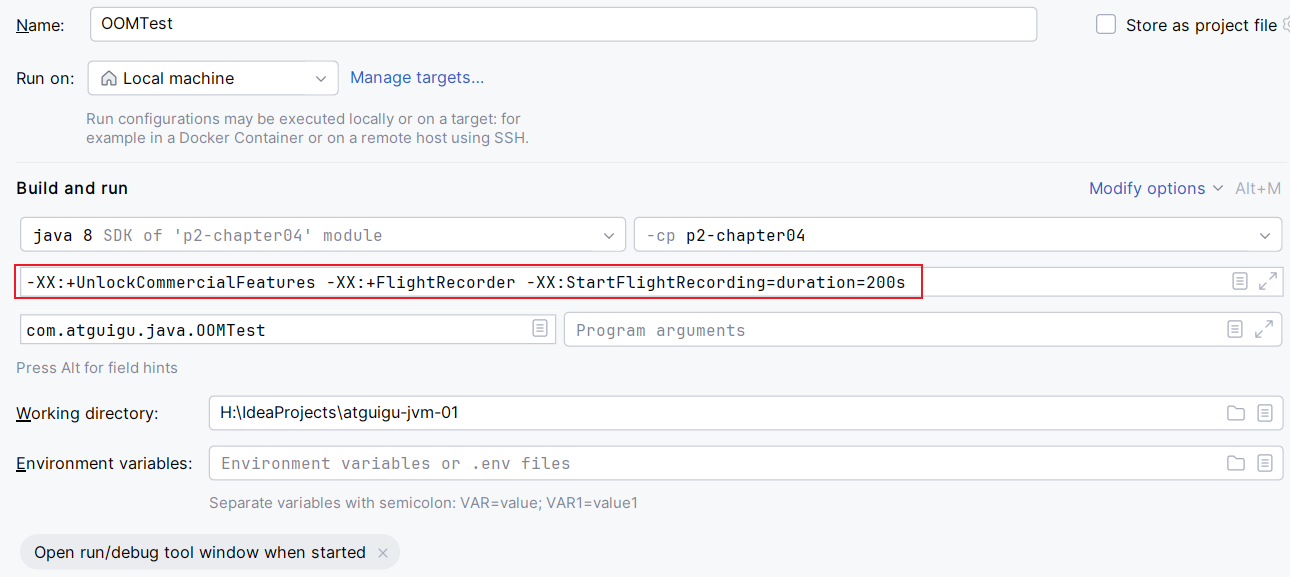 Name: OOMTest Store as project file
Run on: Local machine Manage targets...
Run configurations may be executed locally or on a target: for
example in a Docker Container or on a remote host using SSH.
Build and run Modify options Alt+M
java 8 SDK of 'p2-chapter04' module -cp p2-chapter04
-XX:+UnlockCommercialFeatures -XX:+FlightRecorder -XX:StartFlightRecording=duration=200s
com.atguigu.java.OOMTest Program arguments
Press Alt for field hints
Working directory: H:\IdeaProjects\atguigu-jvm-01
Environment variables: Environment variables or .env files
Separate variables with semicolon: VAR=value; VAR1=value1
Open run/debug tool window when started ×